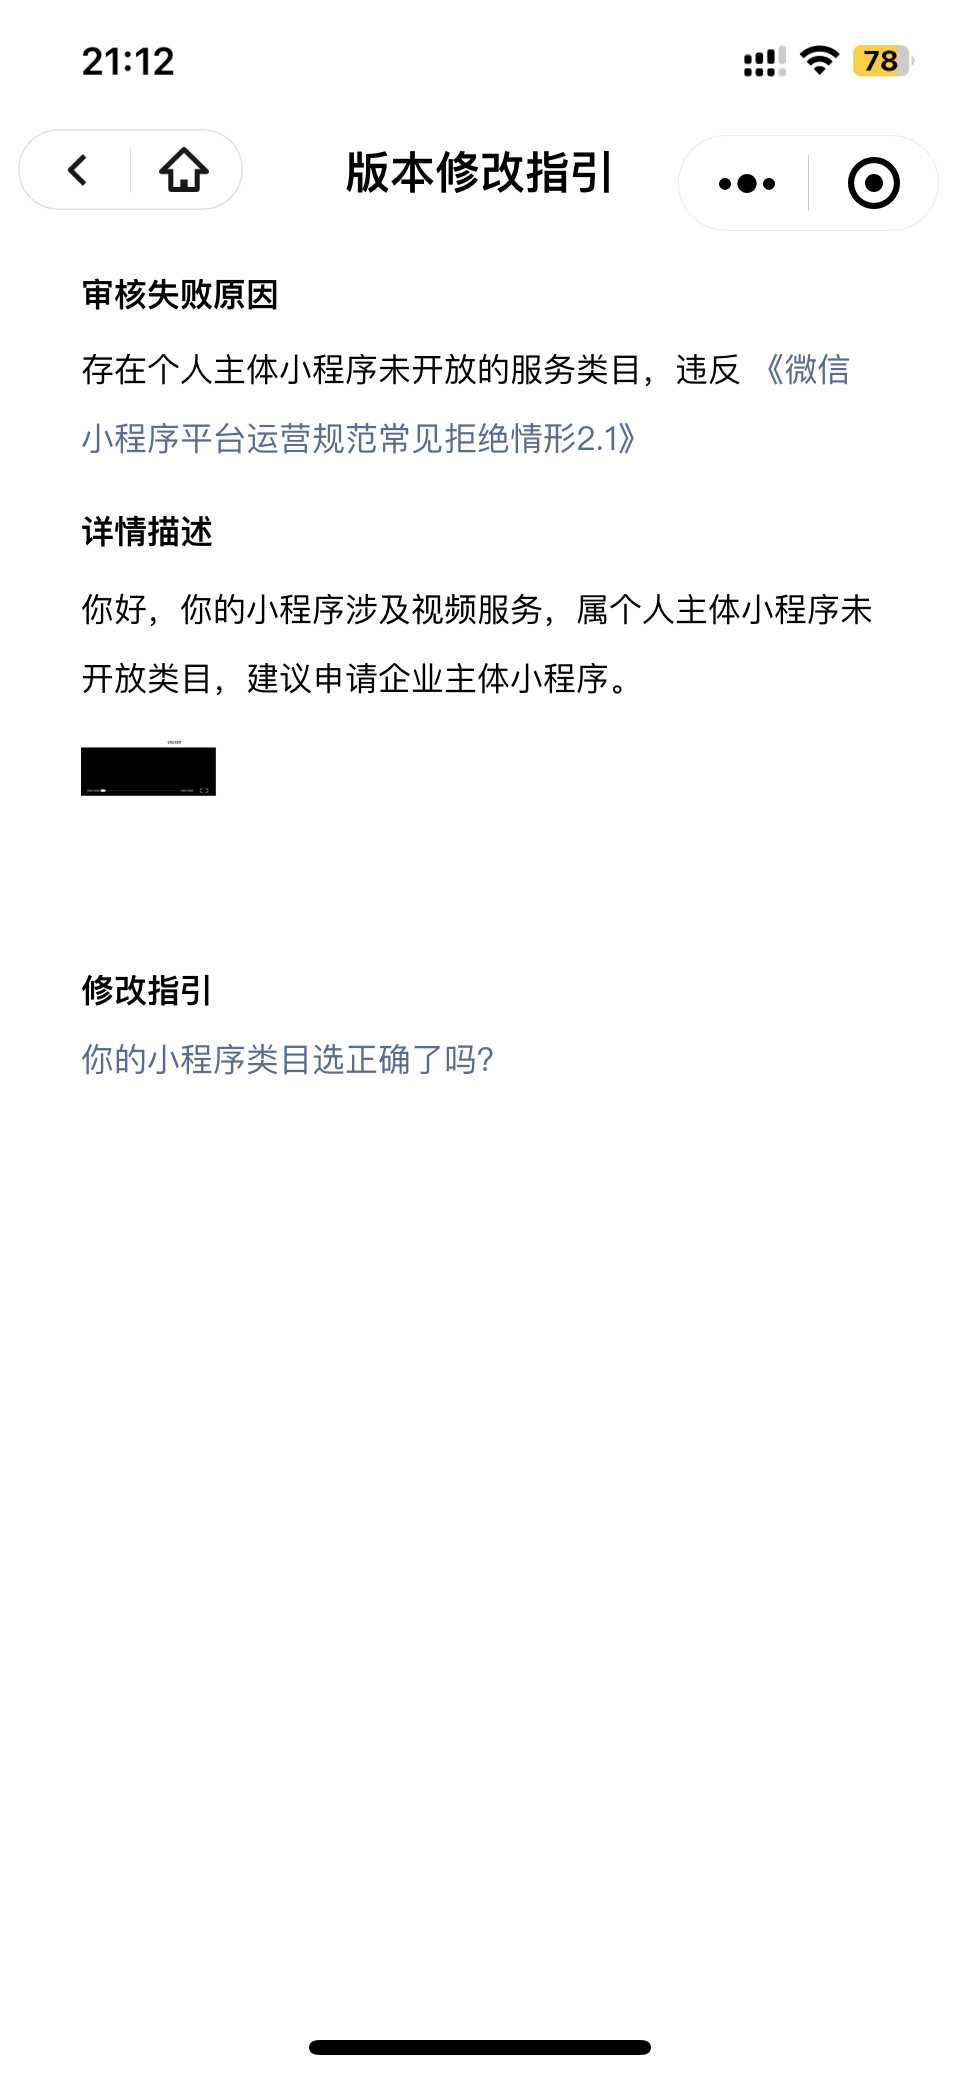 21:12
78
版本修改指引
审核失败原因
存在个人主体小程序未开放的服务类目，违反 《微信
小程序平台运营规范常见拒绝情形2.1》
详情描述
你好，你的小程序涉及视频服务，属个人主体小程序未
开放类目，建议申请企业主体小程序。
修改指引
你的小程序类目选正确了吗?